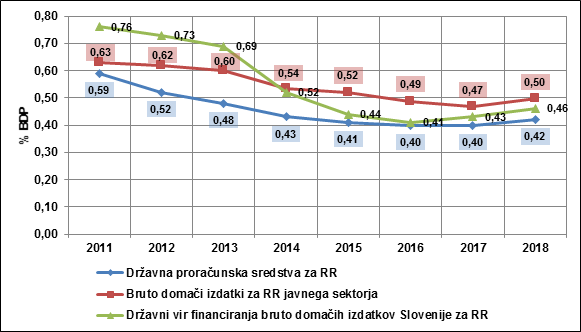 0,80
0,70
0,60
0,50
0,40
0,30
0,20
0,10
0,00
% BDP
0,76 0,73 0,69 0,52 0,44 0,41 0,43 0,46
0,63 0,62 0,60 0,54 0,52 0,49 0,47 0,50
0,59 0,52 0,48 0,43 0,41 0,40 0,40 0,42
2011 2012 2013 2014 2015 2016 2017 2018
Državna proračunska sredstva za RR
Bruto domači izdatki za RR javnega sektorja
Državni vir financiranja bruto domačih izdatkov Slovenije za RR